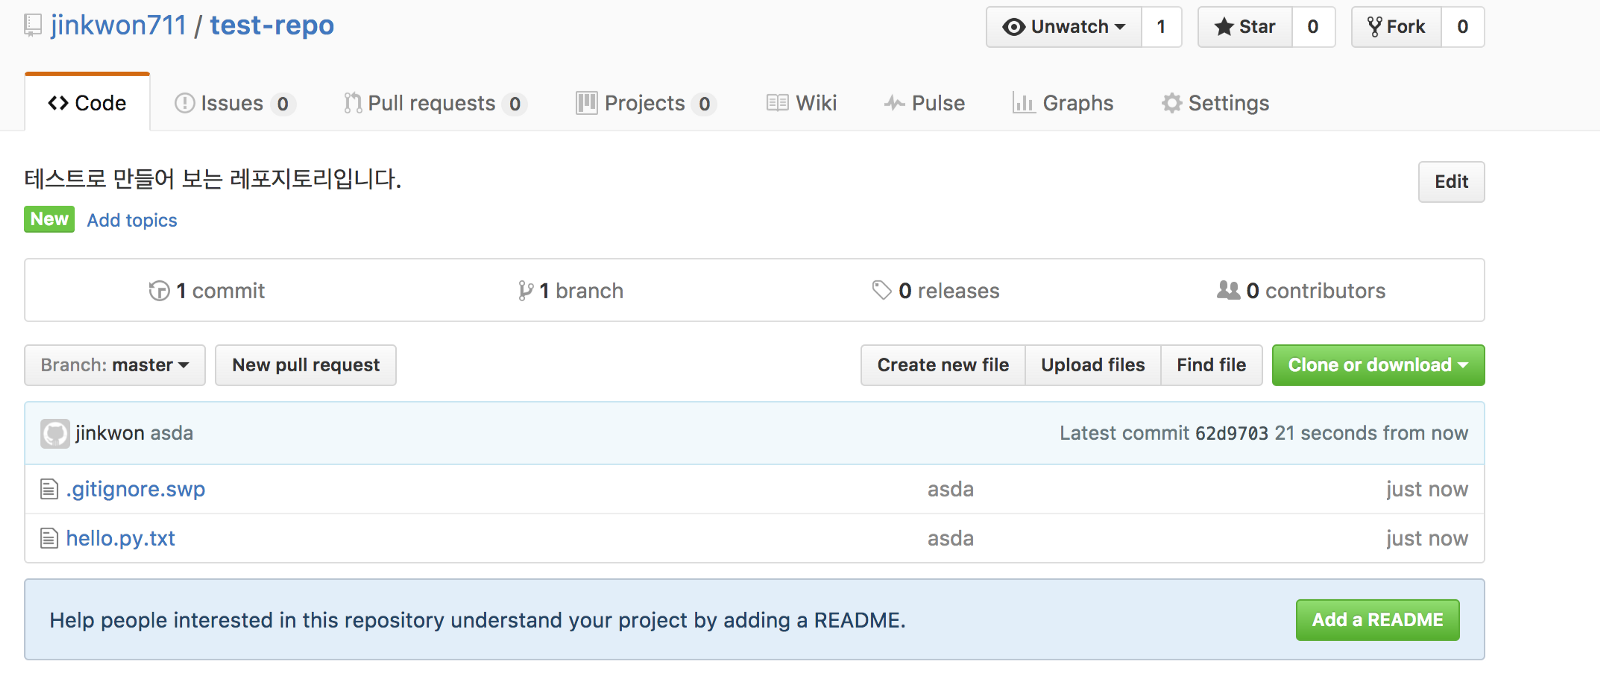 jinkwon711 / test-repo
Unwatch 1 Star 0 Fork 0
Code Issues 0 Pull requests 0 Projects 0 Wiki Pulse Graphs Settings
테스트로 만들어 보는 레포지토리입니다.
Edit
New Add topics
1 commit 1 branch 0 releases 0 contributors
Branch: master New pull request Create new file Upload files Find file Clone or download
jinkwon asda Latest commit 62d9703 21 seconds from now
.gitignore.swp asda just now
hello.py.txt asda just now
Help people interested in this repository understand your project by adding a README. Add a README